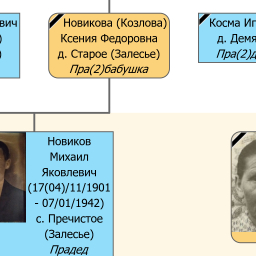 вич
)
)
Новикова (Козлова)
Ксения Федоровна
д. Старое (Залесье)
Пра(2)бабушка
Косма Иг
д. Демя
Пра(2)д
Новиков
Михаил
Яковлевич
(17(04)/11/1901
- 07/01/1942)
с. Пречистое
(Залесье)
Прадед